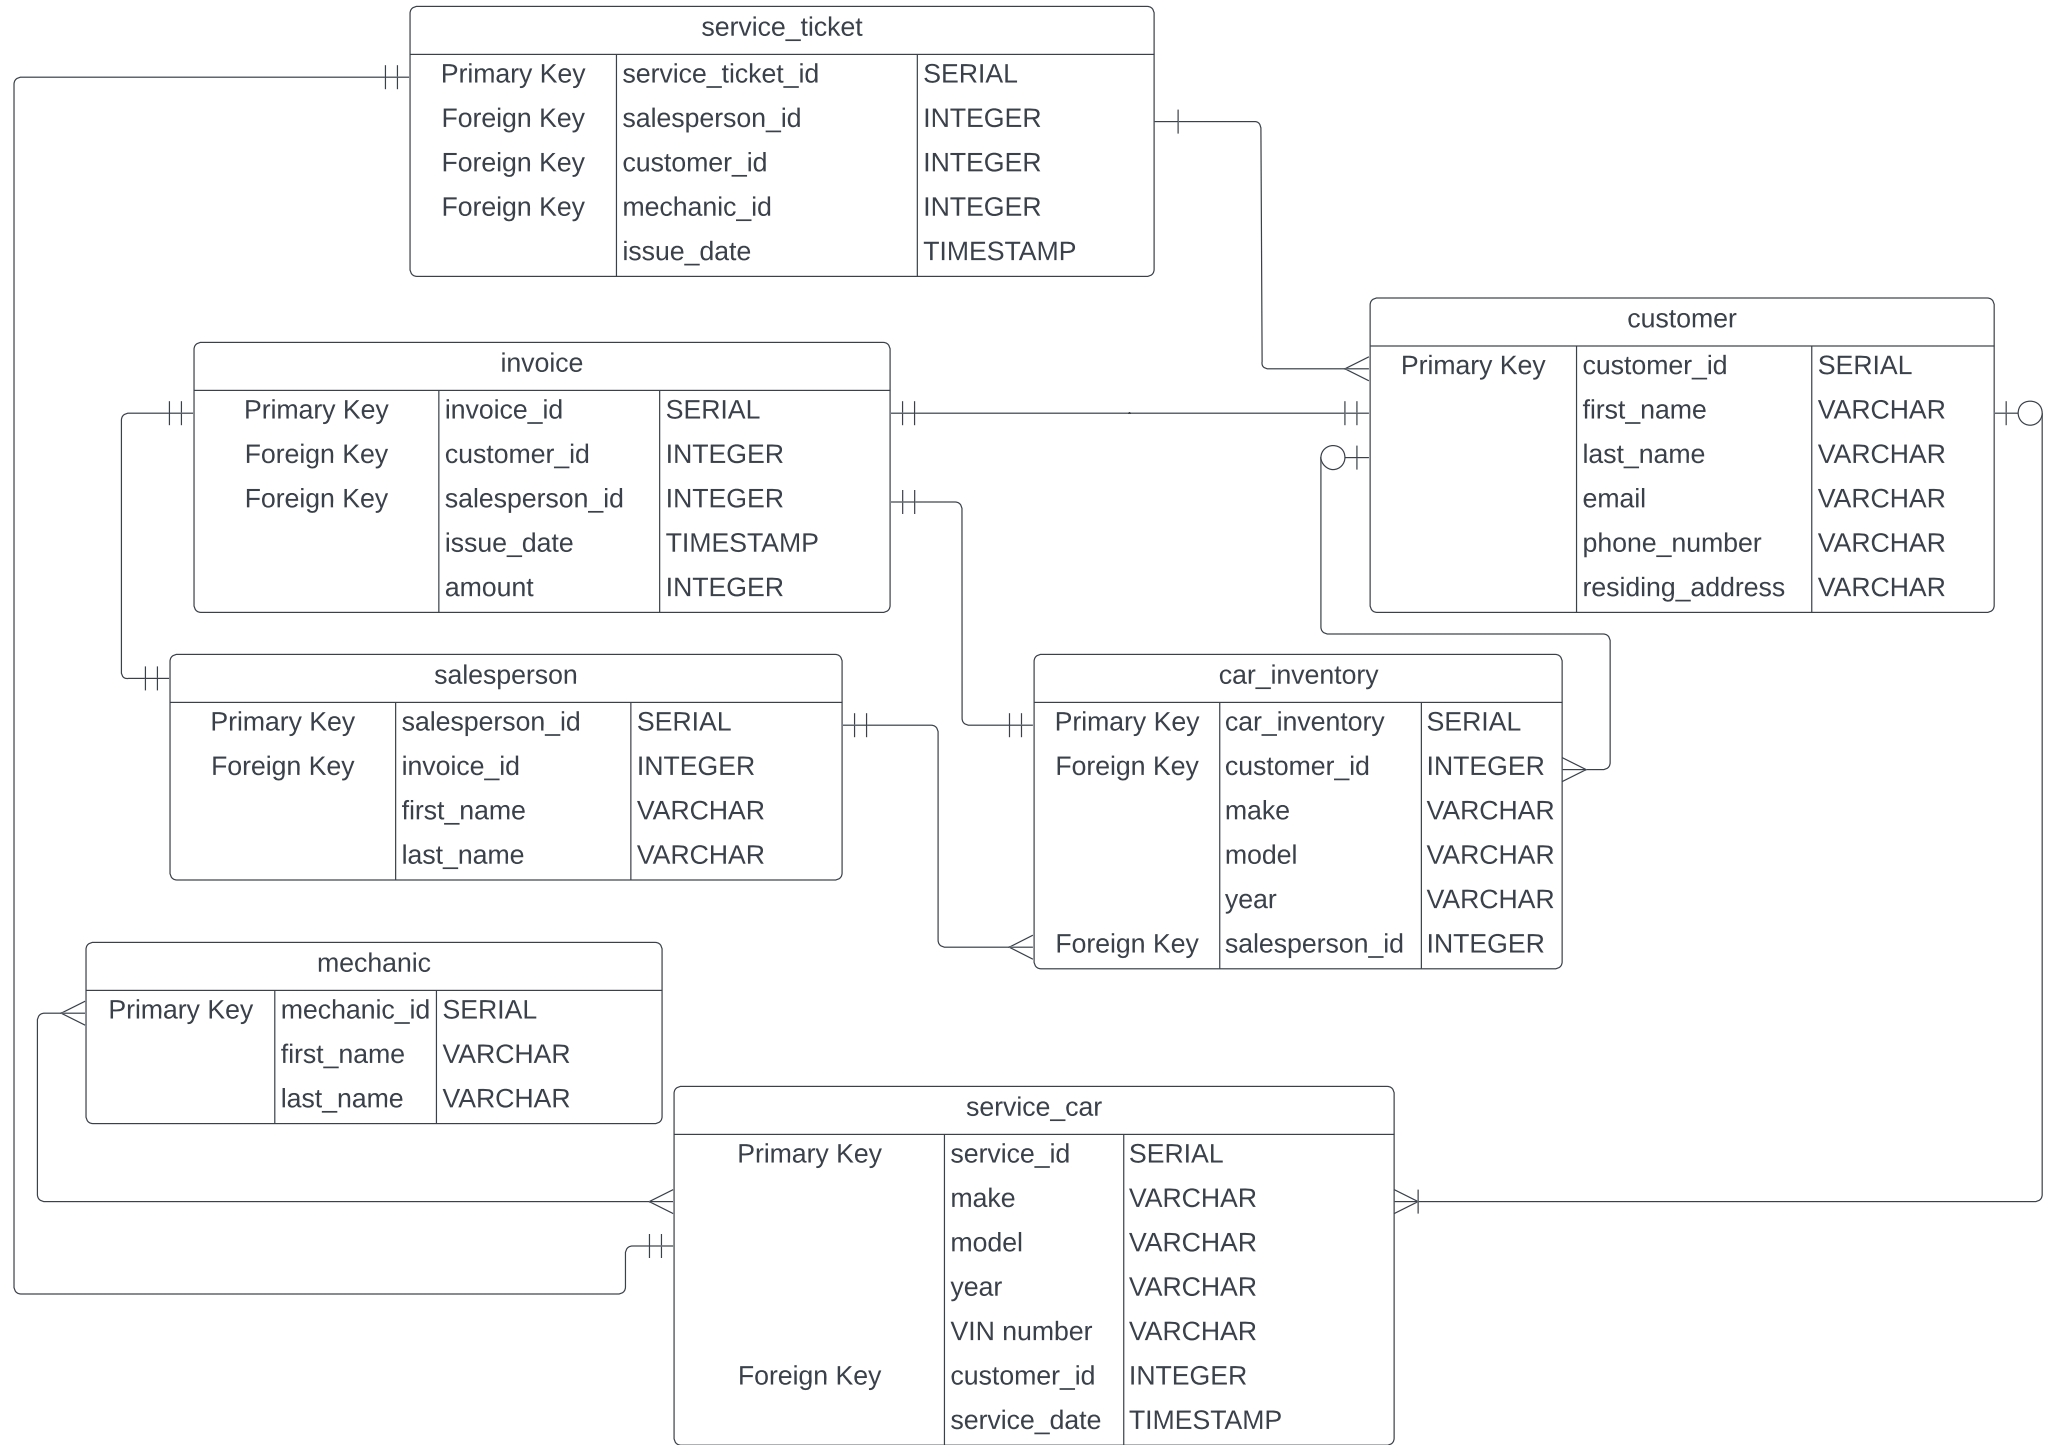 service_ticket
Primary Key service_ticket_id SERIAL
Foreign Key salesperson_id INTEGER
Foreign Key customer_id INTEGER
Foreign Key mechanic_id INTEGER
issue_date TIMESTAMP
customer
Primary Key customer_id SERIAL
first_name VARCHAR
last_name VARCHAR
email VARCHAR
phone_number VARCHAR
residing_address VARCHAR
invoice
Primary Key invoice_id SERIAL
Foreign Key customer_id INTEGER
Foreign Key salesperson_id INTEGER
issue_date TIMESTAMP
amount INTEGER
salesperson
Primary Key salesperson_id SERIAL
Foreign Key invoice_id INTEGER
first_name VARCHAR
last_name VARCHAR
car_inventory
Primary Key car_inventory SERIAL
Foreign Key customer_id INTEGER
make VARCHAR
model VARCHAR
year VARCHAR
Foreign Key salesperson_id INTEGER
mechanic
Primary Key mechanic_id SERIAL
first_name VARCHAR
last_name VARCHAR
service_car
Primary Key service_id SERIAL
make VARCHAR
model VARCHAR
year VARCHAR
VIN number VARCHAR
Foreign Key customer_id INTEGER
service_date TIMESTAMP